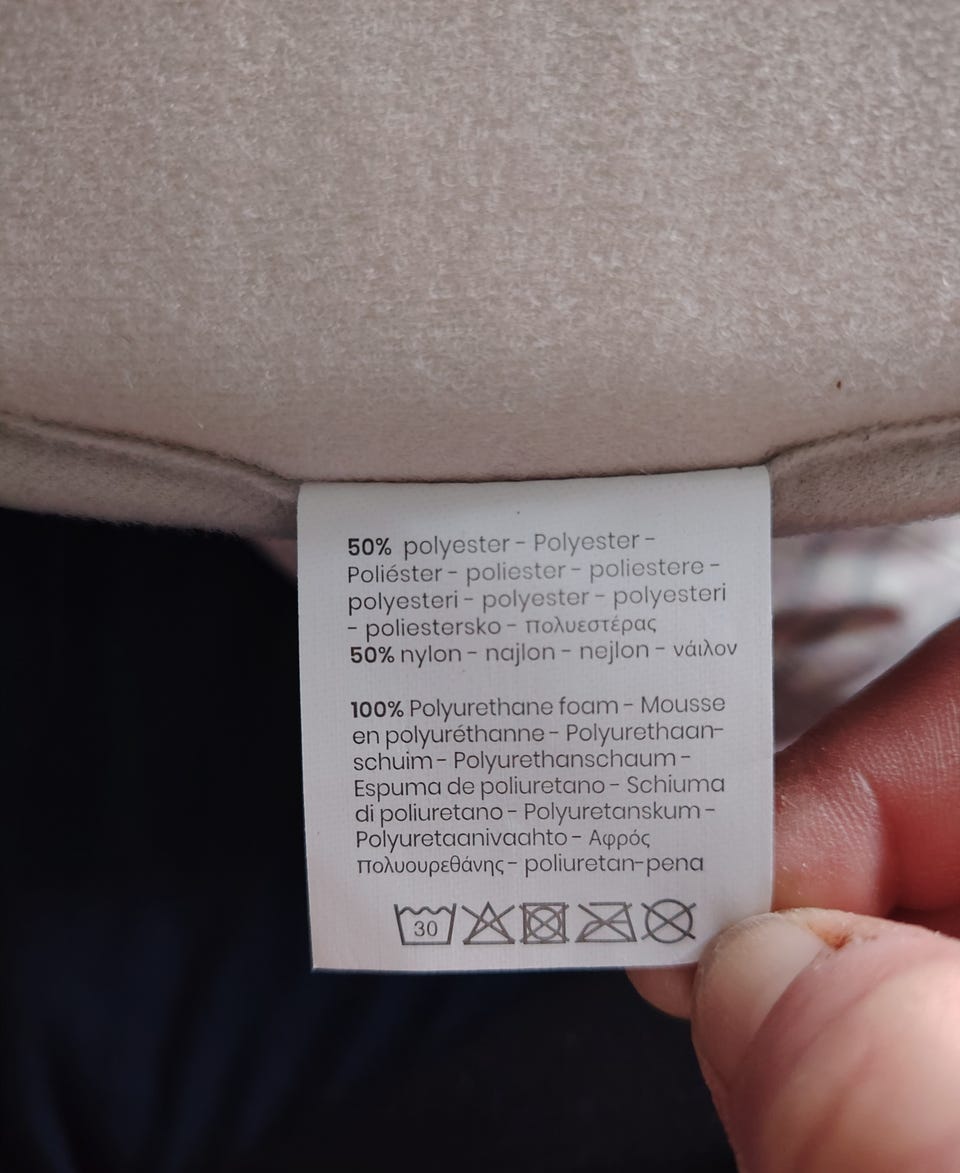 50% polyester - Polyester -
Poliéster - poliester - poliestere -
polyesteri - polyester - polyesteri
- poliestersko - πολυεστέρας
50% nylon - najlon - nejlon - νάιλον
100% Polyurethane foam - Mousse
en polyuréthanne - Polyurethaan-
schuim - Polyurethanschaum -
Espuma de poliuretano - Schiuma
di poliuretano - Polyuretanskum -
Polyuretaanivaahto - Αφρός
πολυουρεθάνης - poliuretan-pena
30